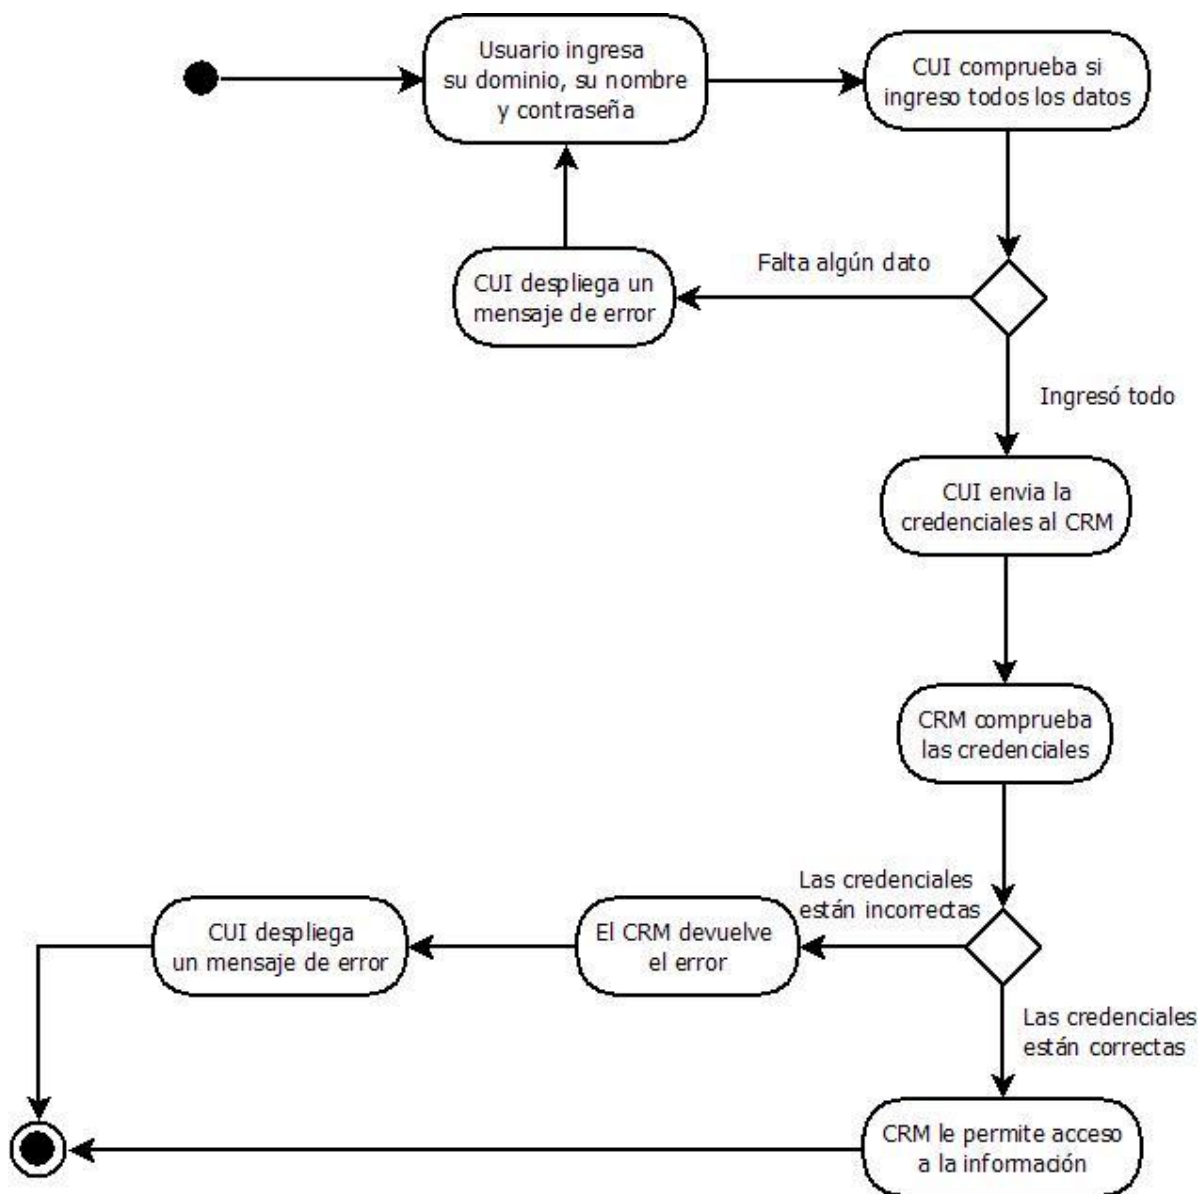 Usuario ingresa
su dominio, su nombre
y contraseña
CUI comprueba si
ingreso todos los datos
Falta algún dato
CUI despliega un
mensaje de error
Ingresó todo
CUI envia la
credenciales al CRM
CRM comprueba
las credenciales
Las credenciales
están incorrectas
El CRM devuelve
el error
CUI despliega
un mensaje de error
Las credenciales
están correctas
CRM le permite acceso
a la información